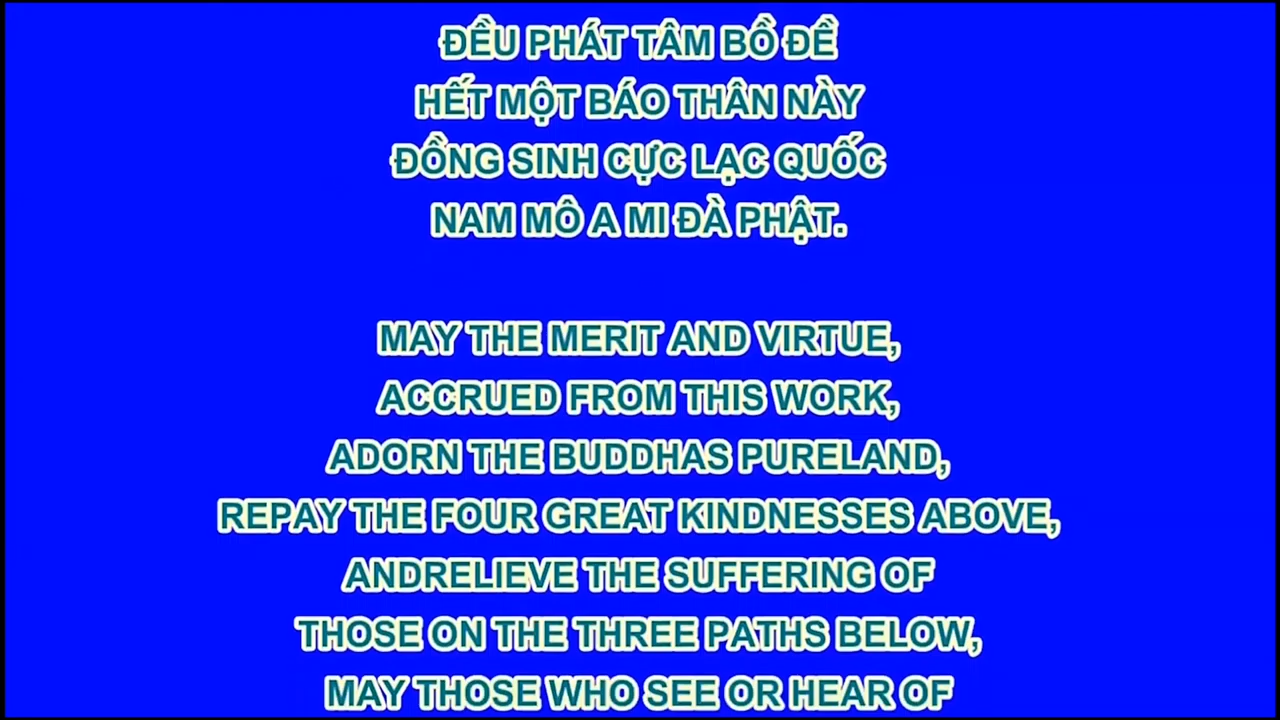 ĐỀU PHÁT TÂM BỒ ĐỀ
HẾT MỘT BÁO THÂN NÀY
ĐỒNG SINH CỰC LẠC QUỐC
NAM MÔ A MI ĐÀ PHẬT.
MAY THE MERIT AND VIRTUE,
ACCRUED FROM THIS WORK,
ADORN THE BUDDHAS PURELAND,
REPAY THE FOUR GREAT KINDNESSES ABOVE,
ANDRELIEVE THE SUFFERING OF
THOSE ON THE THREE PATHS BELOW,
MAY THOSE WHO SEE OR HEAR OF